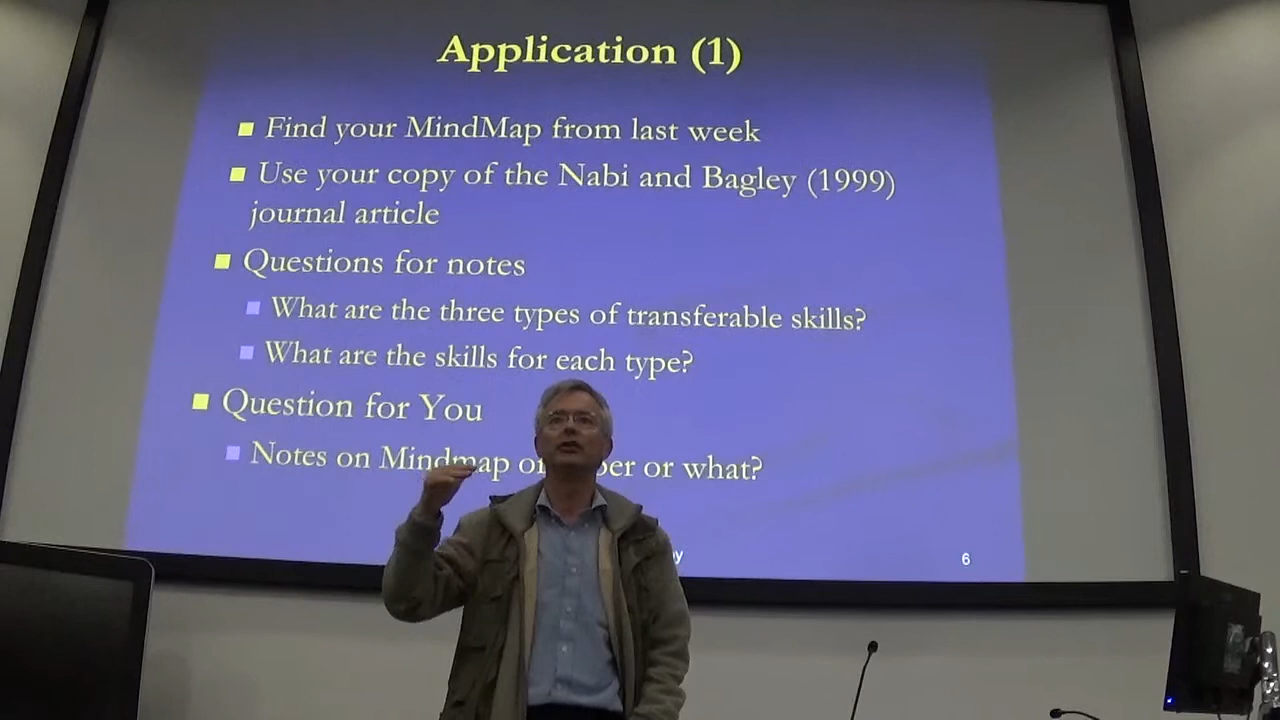 Application (1)
Find your MindMap from last week
Use your copy of the Nabi and Bagley (1999)
journal article
Questions for notes
What are the three types of transferable skills?
What are the skills for each type?
Question for You
Notes on Mindmap or what?
6